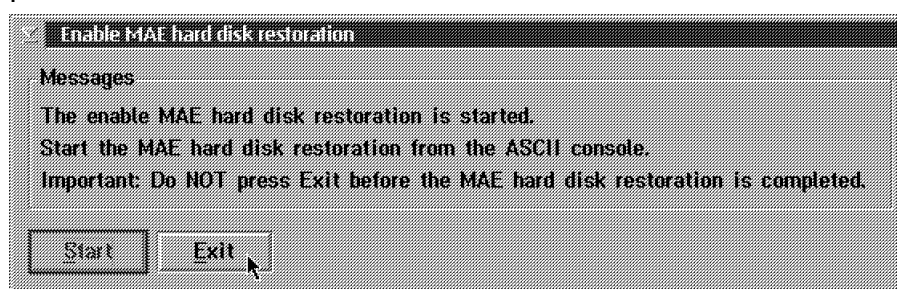 Enable MAE hard disk restoration
Messages
The enable MAE hard disk restoration is started.
Start the MAE hard disk restoration from the ASCII console.
Important: Do NOT press Exit before the MAE hard disk restoration is completed.
Start Exit